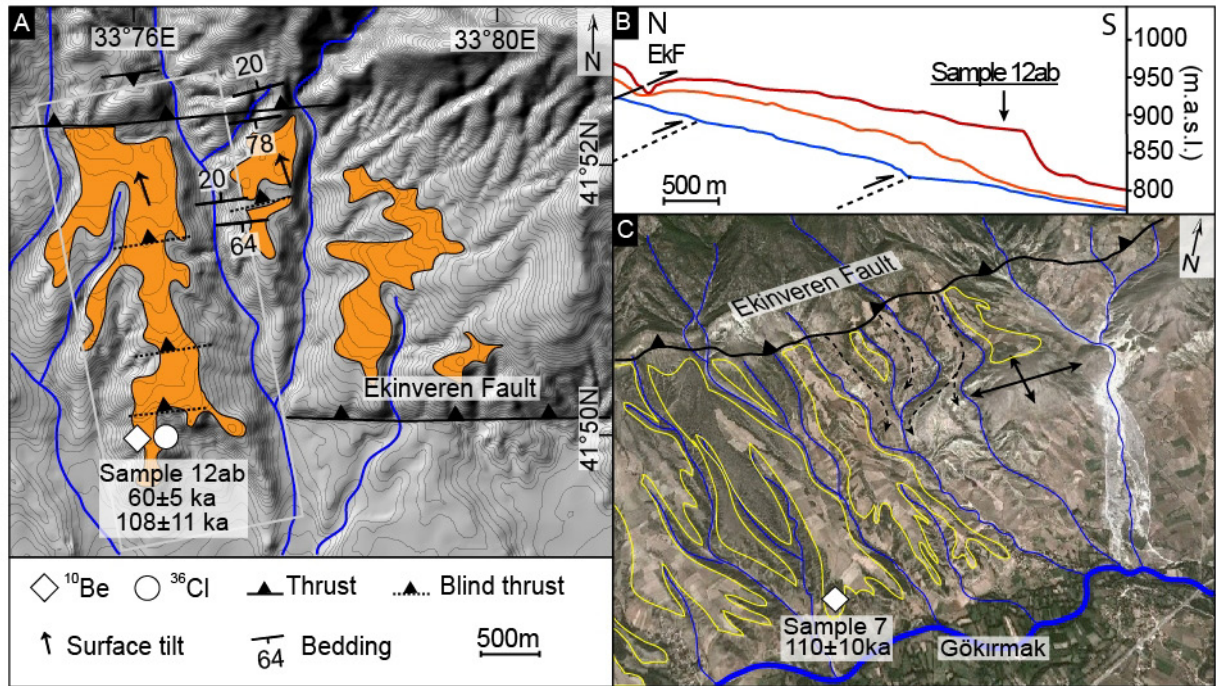 A
33°76E
33°80E
N
20
78
20
64
41°52N
Ekinveren Fault
41°50N
Sample 12ab
60±5 ka
108±11 ka
¹⁰Be
³⁶Cl
Thrust
Blind thrust
Surface tilt
64
Bedding
500m
B
N
S
EkF
Sample 12ab
500 m
1000
950
900
850
800
(m.a.s.l.)
C
N
Ekinveren Fault
Sample 7
110±10ka
Gökırmak